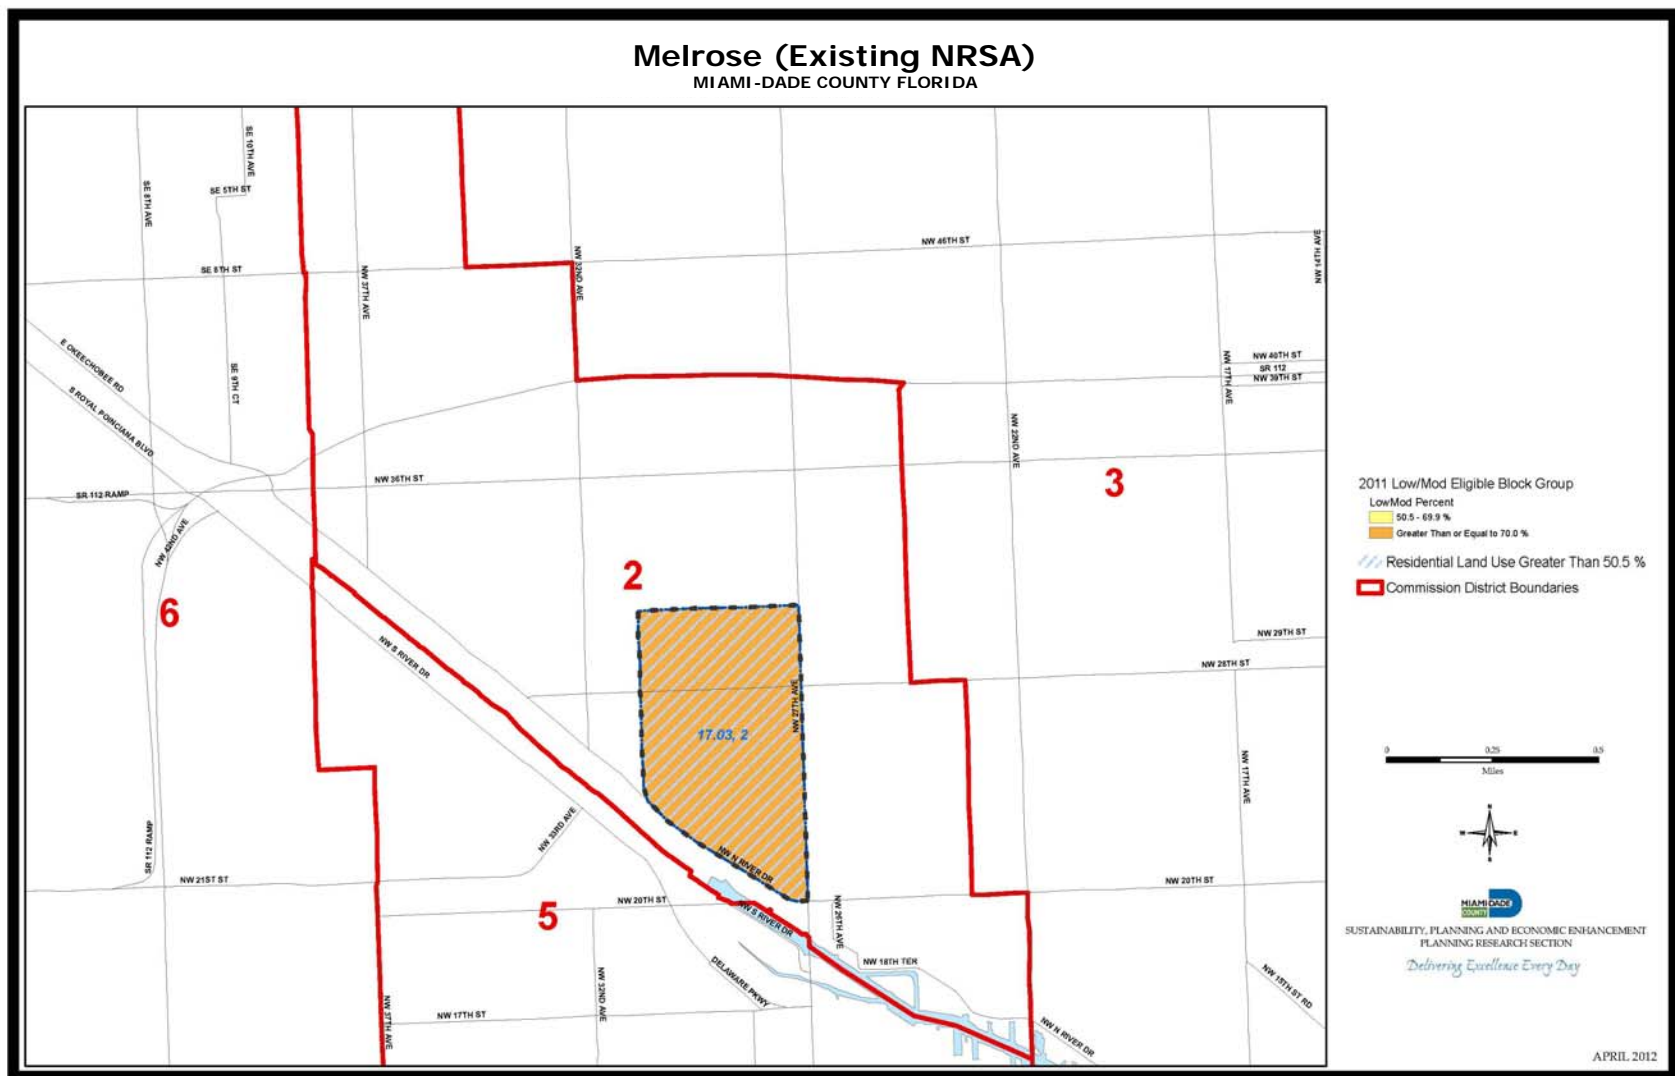 Melrose (Existing NRSA)
MIAMI-DADE COUNTY FLORIDA
SE 10TH AVE
SE 8TH AVE
SE 5TH ST
NW 46TH ST
NW 14TH AVE
NW 32ND AVE
SE 8TH ST
NW 37TH AVE
E OKEECHOBEE RD
S ROYAL POINCIANA BLVD
SE 9TH CT
NW 40TH ST
SR 112
NW 39TH ST
NW 17TH AVE
NW 22ND AVE
NW 36TH ST
SR 112 RAMP
NW 42ND AVE
3
2
6
2011 Low/Mod Eligible Block Group
LowMod Percent
50.5 - 69.9 %
Greater Than or Equal to 70.0 %
Residential Land Use Greater Than 50.5 %
Commission District Boundaries
NW S RIVER DR
NW 29TH ST
NW 28TH ST
NW 27TH AVE
17.03, 2
NW 17TH AVE
0 0.25 0.5
Miles
N
W E
S
NW 33RD AVE
SR 112 RAMP
NW N RIVER DR
NW 21ST ST
NW 20TH ST
NW 20TH ST
5
NW S RIVER DR
NW 26TH AVE
NW 18TH TER
DELAWARE PKWY
NW 32ND AVE
NW 37TH AVE
NW 17TH ST
NW 15TH ST RD
NW N RIVER DR
MIAMI-DADE
COUNTY
SUSTAINABILITY, PLANNING AND ECONOMIC ENHANCEMENT
PLANNING RESEARCH SECTION
Delivering Excellence Every Day
APRIL 2012